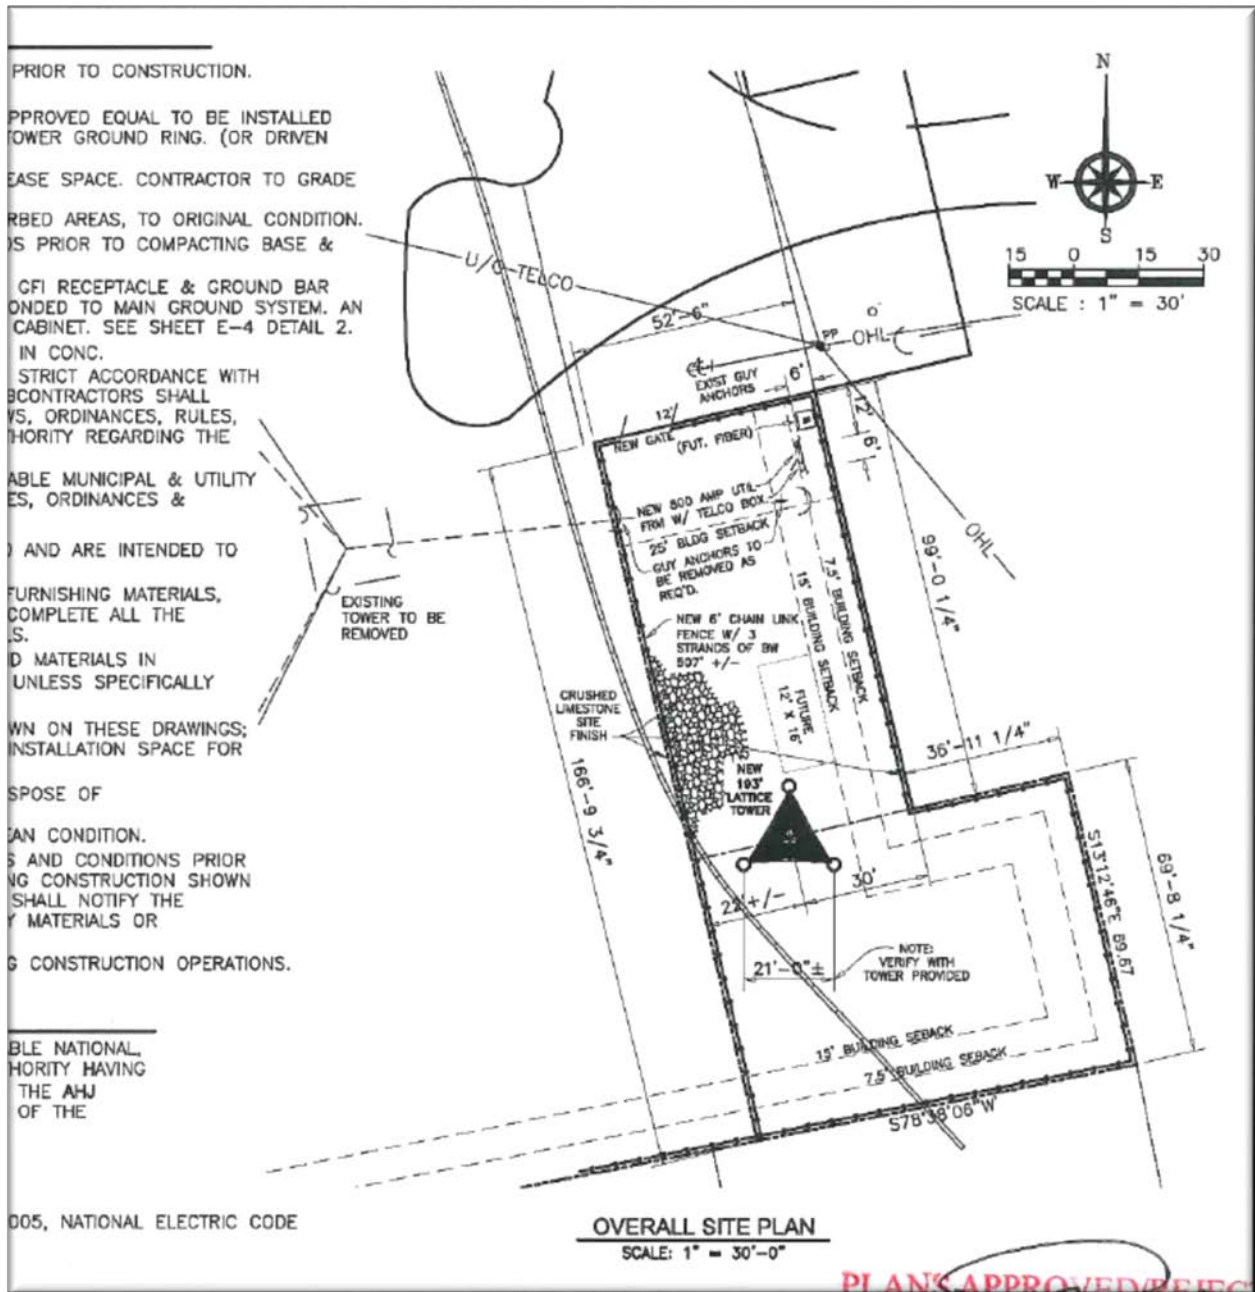 PRIOR TO CONSTRUCTION.
PPROVED EQUAL TO BE INSTALLED
OWER GROUND RING. (OR DRIVEN
EASE SPACE. CONTRACTOR TO GRADE
RBED AREAS, TO ORIGINAL CONDITION.
S PRIOR TO COMPACTING BASE &
GFI RECEPTACLE & GROUND BAR
ONDED TO MAIN GROUND SYSTEM. AN
CABINET. SEE SHEET E-4 DETAIL 2.
IN CONC.
STRICT ACCORDANCE WITH
BCONTRACTORS SHALL
WS, ORDINANCES, RULES,
HORITY REGARDING THE
ABLE MUNICIPAL & UTILITY
ES, ORDINANCES &
AND ARE INTENDED TO
FURNISHING MATERIALS,
COMPLETE ALL THE
S.
D MATERIALS IN
UNLESS SPECIFICALLY
WN ON THESE DRAWINGS;
INSTALLATION SPACE FOR
SPOSE OF
EAN CONDITION.
S AND CONDITIONS PRIOR
NG CONSTRUCTION SHOWN
SHALL NOTIFY THE
Y MATERIALS OR
G CONSTRUCTION OPERATIONS.
BLE NATIONAL,
HORITY HAVING
THE AHJ
OF THE
005, NATIONAL ELECTRIC CODE
N
W E
S
15 0 15 30
SCALE : 1" = 30'
U/G TELCO
52'-6"
PP
OHL
EXIST GUY
ANCHORS
6'
12'
12'
6'
NEW GATE
(FUT. FIBER)
NEW 800 AMP UTIL
FRM W/ TELCO BOX
25' BLDG SETBACK
GUY ANCHORS TO
BE REMOVED AS
REQ'D.
OHL
99'-0 1/4"
7.5' BUILDING SETBACK
15' BUILDING SETBACK
EXISTING
TOWER TO BE
REMOVED
NEW 6' CHAIN LINK
FENCE W/ 3
STRANDS OF BW
507' +/-
FUTURE
12' X 16'
CRUSHED
LIMESTONE
SITE
FINISH
166'-9 3/4"
NEW
193'
LATTICE
TOWER
36'-11 1/4"
S13°12'46"E 69.67
69'-8 1/4"
22'+/-
30'
21'-0"±
NOTE:
VERIFY WITH
TOWER PROVIDED
15' BUILDING SEBACK
7.5' BUILDING SEBACK
S78°38'06"W
OVERALL SITE PLAN
SCALE: 1" = 30'-0"
PLANS APPROVED/REJECT